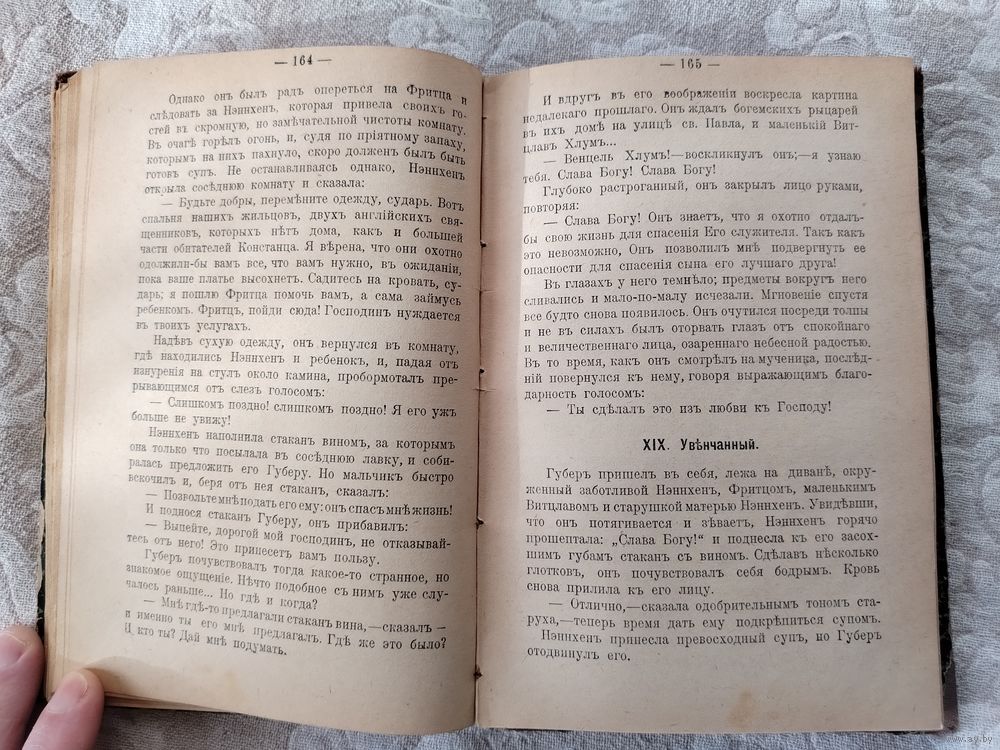 — 164 —
Однако онъ былъ радъ опереться на Фритца и
слѣдовать за Нэннхенъ, которая привела своихъ го-
стей въ скромную, но замѣчательной чистоты комнату.
Въ очагѣ горѣлъ огонь, и, судя по пріятному запаху,
которымъ на нихъ пахнуло, скоро долженъ былъ быть
готовъ супъ. Не останавливаясь однако, Нэннхенъ
открыла сосѣднюю комнату и сказала:
— Будьте добры, перемѣните одежду, сударь. Вотъ
спальня нашихъ жильцовъ, двухъ англійскихъ свя-
щенниковъ, которыхъ нѣтъ дома, какъ и большей
части обитателей Констанца. Я вѣрена, что они охотно
одолжили-бы вамъ все, что вамъ нужно, въ ожиданіи,
пока ваше платье высохнетъ. Садитесь на кровать, су-
дарь; я пошлю Фритца помочь вамъ, а сама займусь
ребенкомъ. Фритцъ, пойди сюда! Господинъ нуждается
въ твоихъ услугахъ.
Надѣвъ сухую одежду, онъ вернулся въ комнату,
гдѣ находились Нэннхенъ и ребенокъ, и, падая отъ
изнуренія на стулъ около камина, пробормоталъ пре-
рывающимся отъ слезъ голосомъ:
— Слишкомъ поздно! слишкомъ поздно! Я его ужъ
больше не увижу!
Нэннхенъ наполнила стаканъ виномъ, за которымъ
она только что посылала въ сосѣднюю лавку, и соби-
ралась предложить его Губеру. Но мальчикъ быстро
вскочилъ и, беря отъ нея стаканъ, сказалъ:
— Позвольте мнѣ подать его ему: онъ спасъ мнѣ жизнь!
И поднося стаканъ Губеру, онъ прибавилъ:
— Выпейте, дорогой мой господинъ, не отказывай-
тесь отъ него! Это принесетъ вамъ пользу.
Губеръ почувствовалъ тогда какое-то странное, но
знакомое ощущеніе. Нѣчто подобное съ нимъ уже слу-
чалось раньше... Но гдѣ и когда?
— Мнѣ гдѣ-то предлагали стаканъ вина,—сказалъ —
и именно ты его мнѣ предлагалъ. Гдѣ же это было?
И кто ты? Дай мнѣ подумать.
— 165 —
И вдругъ въ его воображеніи воскресла картина
недалекаго прошлаго. Онъ ждалъ богемскихъ рыцарей
въ ихъ домѣ на улицѣ св. Павла, и маленькій Вит-
цлавъ Хлумъ...
— Венцель Хлумъ!—воскликнулъ онъ;—я узнаю
тебя. Слава Богу! Слава Богу!
Глубоко растроганный, онъ закрылъ лицо руками,
повторяя:
— Слава Богу! Онъ знаетъ, что я охотно отдалъ-
бы свою жизнь для спасенія Его служителя. Такъ какъ
это невозможно, Онъ позволилъ мнѣ подвергнуть ее
опасности для спасенія сына его лучшаго друга!
Въ глазахъ у него темнѣло; предметы вокругъ него
сливались и мало-по-малу исчезали. Мгновеніе спустя
все будто снова появилось. Онъ очутился посреди толпы
и не въ силахъ былъ оторвать глазъ отъ спокойнаго
и величественнаго лица, озареннаго небесной радостью.
Въ то время, какъ онъ смотрѣлъ на мученика, послѣд-
ній повернулся къ нему, говоря выражающимъ благо-
дарность голосомъ:
— Ты сдѣлалъ это изъ любви къ Господу!
XIX. Увѣнчанный.
Губеръ пришелъ въ себя, лежа на диванѣ, окру-
женный заботливой Нэннхенъ, Фритцомъ, маленькимъ
Витцлавомъ и старушкой матерью Нэннхенъ. Увидѣвши,
что онъ потягивается и зѣваетъ, Нэннхенъ горячо
прошептала: „Слава Богу!“ и поднесла къ его засох-
шимъ губамъ стаканъ съ виномъ. Сдѣлавъ нѣсколько
глотковъ, онъ почувствовалъ себя бодрымъ. Кровь
снова прилила къ его лицу.
— Отлично,—сказала одобрительнымъ тономъ ста-
руха,—теперь время дать ему подкрѣпиться супомъ.
Нэннхенъ принесла превосходный супъ, но Губеръ
отодвинулъ его.
www.ay.by